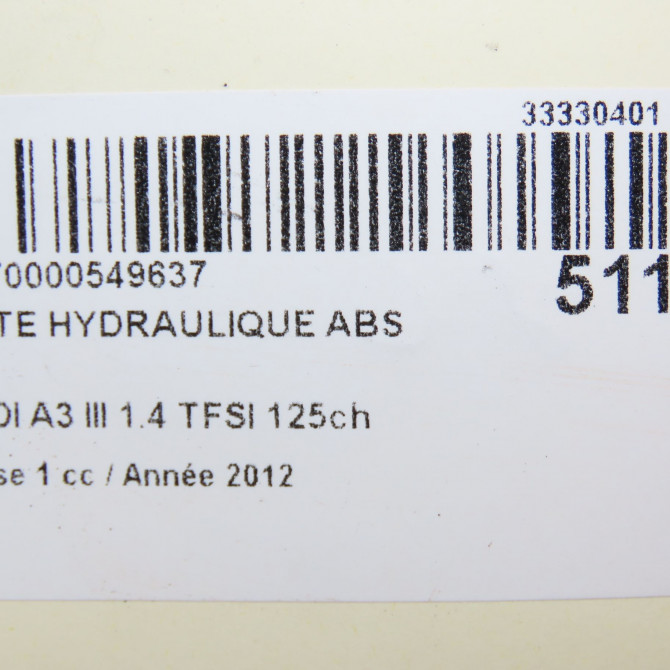 33330401
70000549637
511
TE HYDRAULIQUE ABS
DI A3 III 1.4 TFSI 125ch
se 1 cc / Année 2012